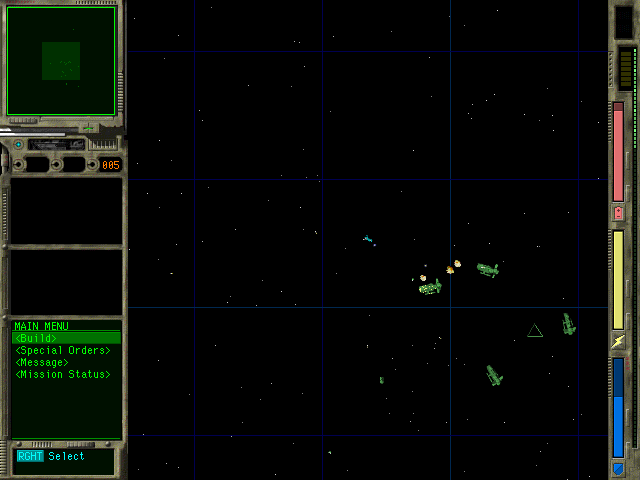 005
MAIN MENU
<Build>
<Special Orders>
<Message>
<Mission Status>
RGHT Select